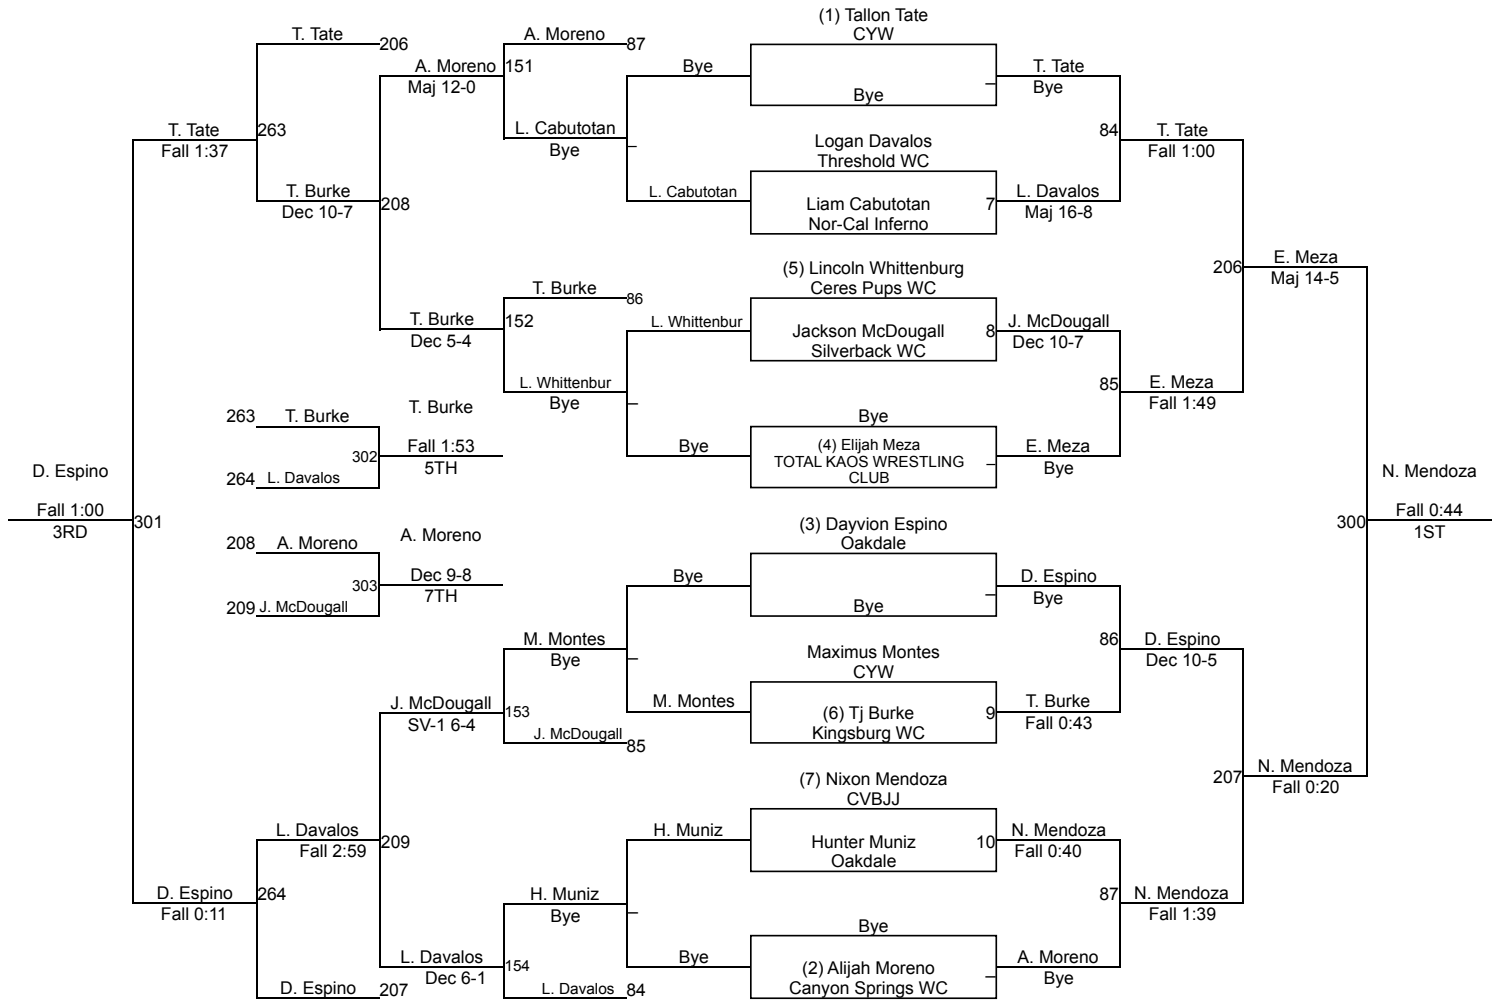 (1) Tallon Tate
CYW
T. Tate
206
A. Moreno
87
A. Moreno
151
Maj 12-0
Bye
Bye
T. Tate
Bye
T. Tate
263
Fall 1:37
L. Cabutotan
Bye
Logan Davalos
Threshold WC
84
T. Tate
Fall 1:00
T. Burke
Dec 10-7
208
L. Cabutotan
Liam Cabutotan
Nor-Cal Inferno
7
L. Davalos
Maj 16-8
(5) Lincoln Whittenburg
Ceres Pups WC
206
E. Meza
Maj 14-5
T. Burke
86
T. Burke
152
Dec 5-4
L. Whittenbur
Jackson McDougall
Silverback WC
8
J. McDougall
Dec 10-7
L. Whittenbur
Bye
85
E. Meza
Fall 1:49
263
T. Burke
T. Burke
Bye
302
Fall 1:53
5TH
264
L. Davalos
Bye
(4) Elijah Meza
TOTAL KAOS WRESTLING
CLUB
E. Meza
Bye
D. Espino
Fall 1:00
3RD
301
N. Mendoza
300
Fall 0:44
1ST
208
A. Moreno
A. Moreno
303
Dec 9-8
7TH
209
J. McDougall
(3) Dayvion Espino
Oakdale
Bye
Bye
D. Espino
Bye
M. Montes
Bye
Maximus Montes
CYW
86
D. Espino
Dec 10-5
J. McDougall
SV-1 6-4
153
M. Montes
(6) Tj Burke
Kingsburg WC
9
T. Burke
Fall 0:43
J. McDougall
85
(7) Nixon Mendoza
CVBJJ
207
N. Mendoza
Fall 0:20
L. Davalos
Fall 2:59
209
H. Muniz
Hunter Muniz
Oakdale
10
N. Mendoza
Fall 0:40
D. Espino
Fall 0:11
264
H. Muniz
Bye
87
N. Mendoza
Fall 1:39
Bye
L. Davalos
Dec 6-1
154
Bye
(2) Alijah Moreno
Canyon Springs WC
A. Moreno
Bye
D. Espino
207
L. Davalos
84